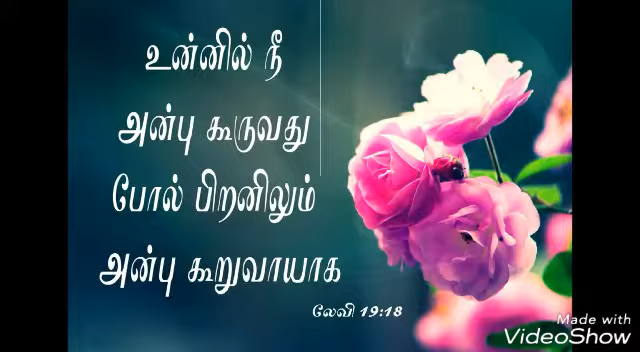 உன்னில் நீ
அன்பு கூருவது
போல் பிறனிலும்
அன்பு கூறுவாயாக
லேவி 19:18
Made with
VideoShow